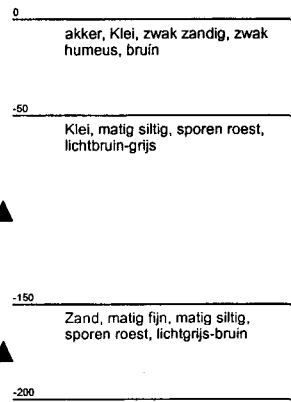 0
akker, Klei, zwak zandig, zwak
humeus, bruin
-50
Klei, matig siltig, sporen roest,
lichtbruin-grijs
-150
Zand, matig fijn, matig siltig,
sporen roest, lichtgrijs-bruin
-200